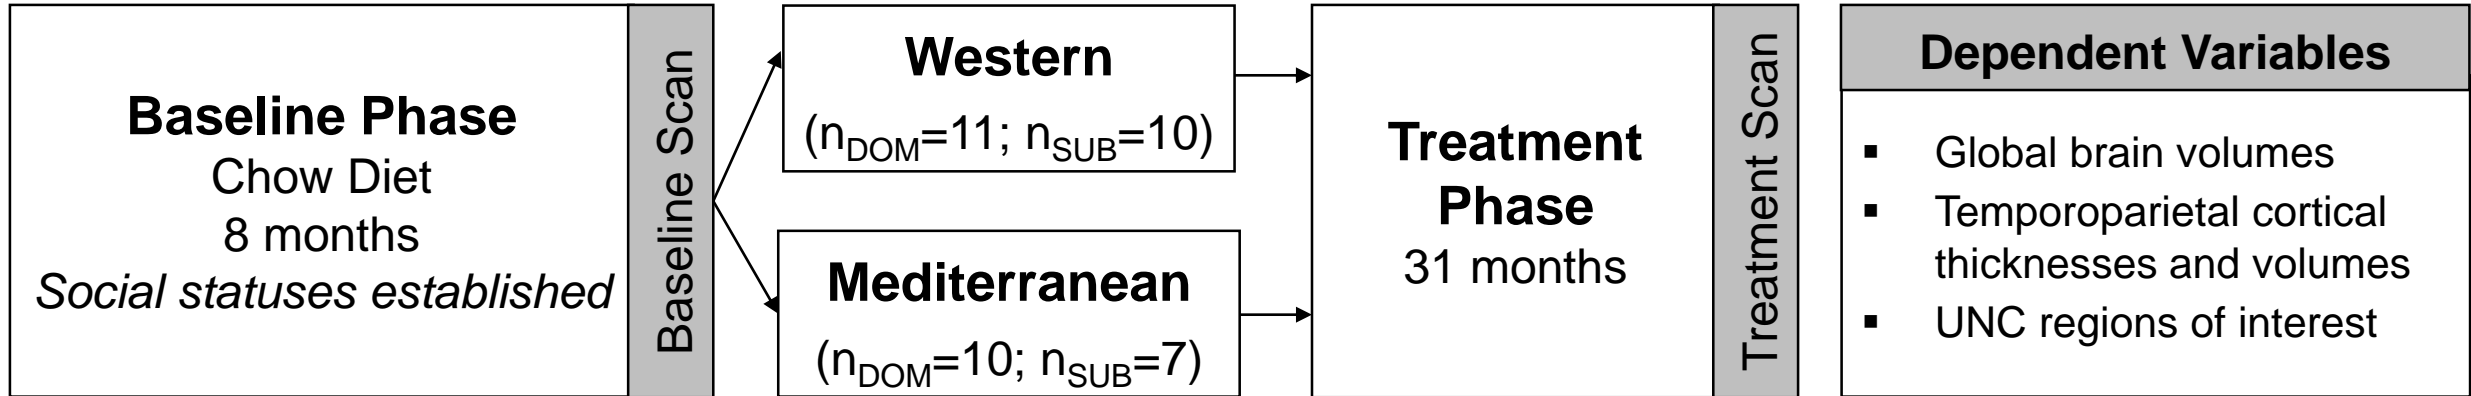 Baseline Phase
Chow Diet
8 months
Social statuses established
Baseline Scan
Western
(nDOM=11; nSUB=10)
Mediterranean
(nDOM=10; nSUB=7)
Treatment
Phase
31 months
Treatment Scan
Dependent Variables
▪ Global brain volumes
▪ Temporoparietal cortical
thicknesses and volumes
▪ UNC regions of interest